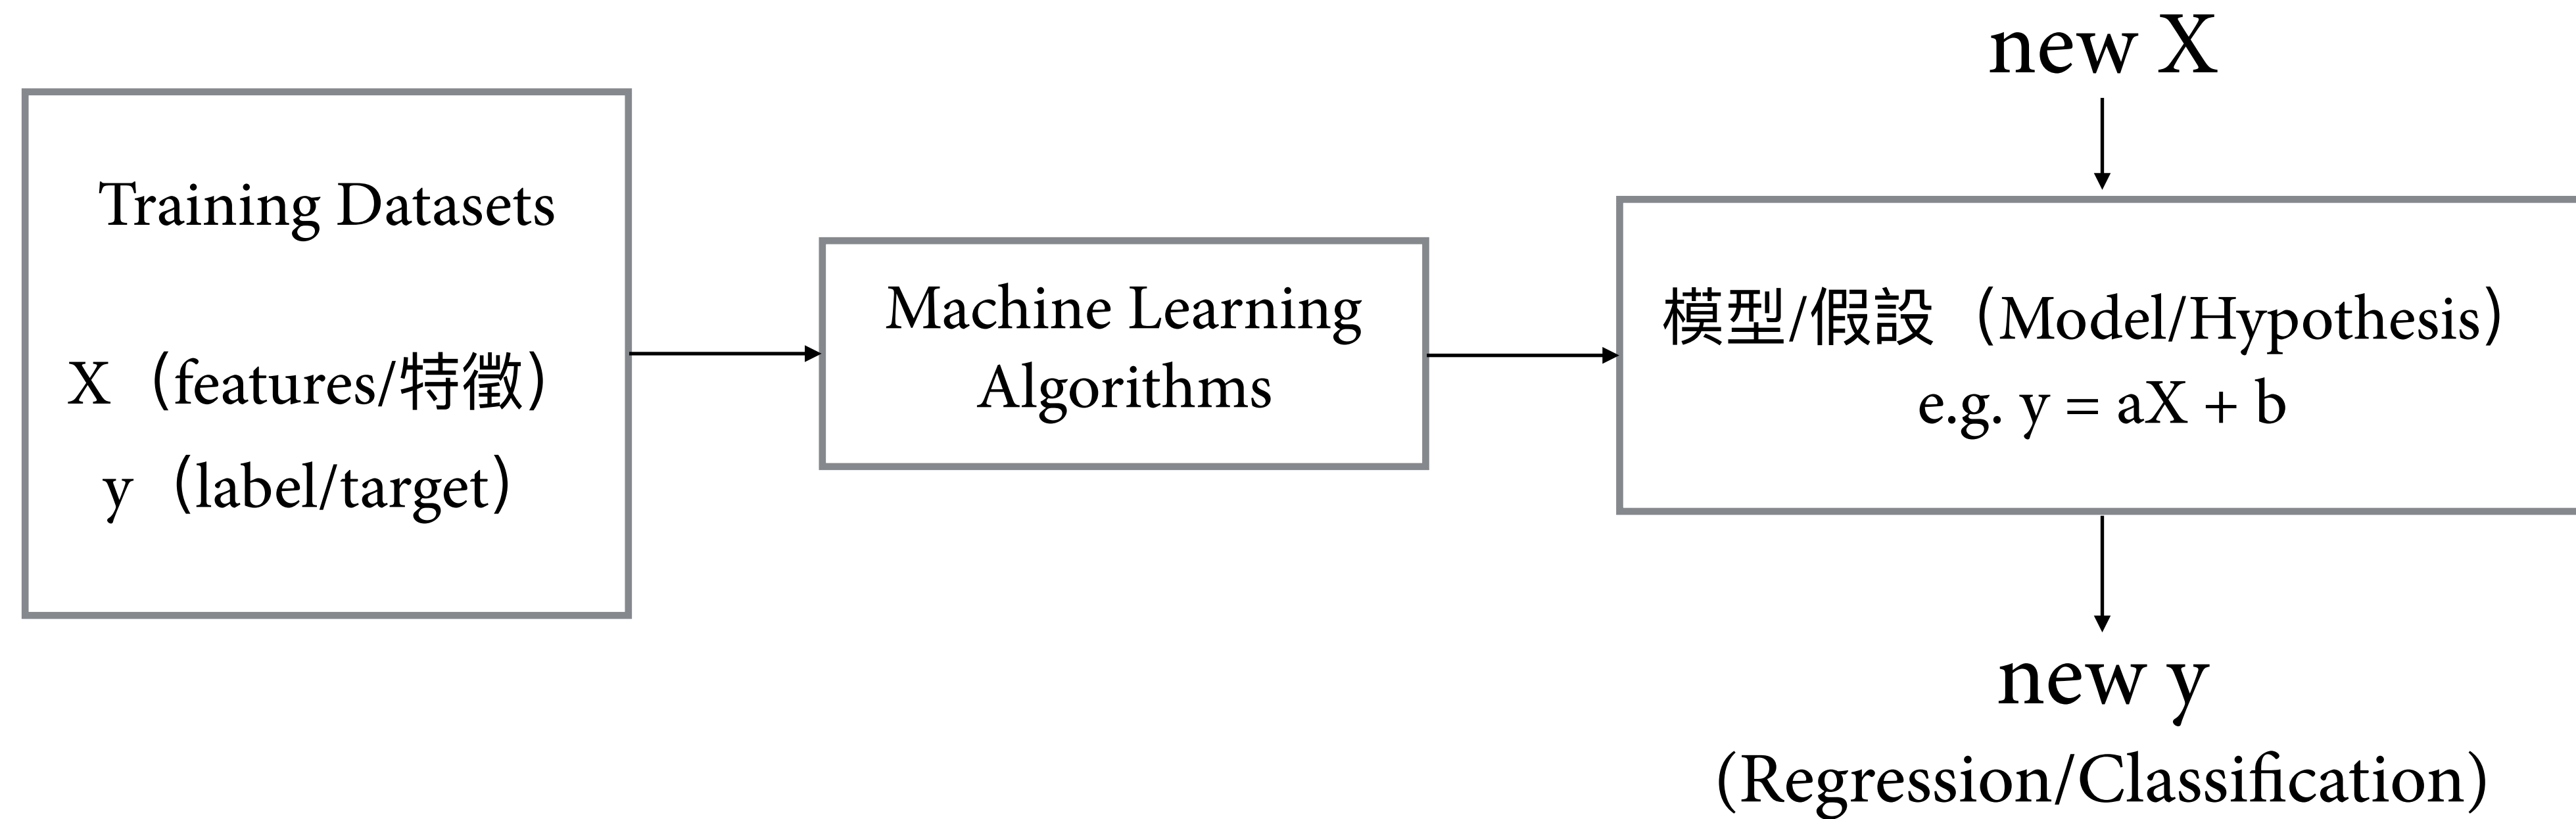 Training Datasets
X（features/特徵）
y（label/target）
Machine Learning
Algorithms
new X
模型/假設（Model/Hypothesis）
e.g. y = aX + b
new y
(Regression/Classification)